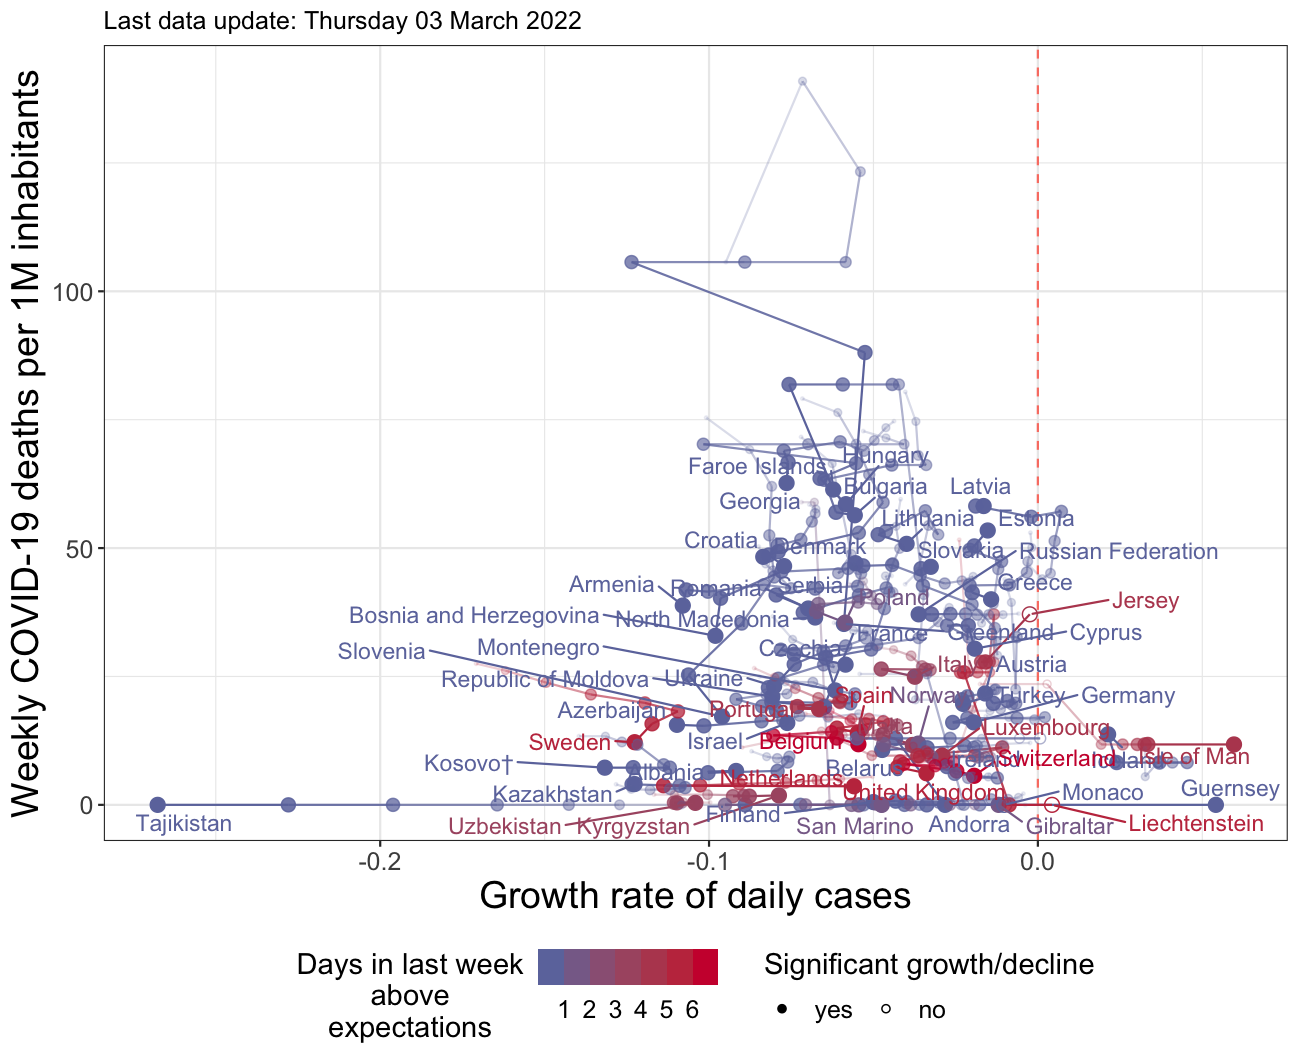 Last data update: Thursday 03 March 2022
Weekly COVID-19 deaths per 1M inhabitants
100
50
0
Hungary
Faroe Islands
Bulgaria
Latvia
Georgia
Lithuania
Estonia
Croatia
Denmark
Slovakia
Russian Federation
Armenia
Romania
Serbia
Greece
Poland
Jersey
Bosnia and Herzegovina
North Macedonia
France
Greenland
Cyprus
Slovenia
Montenegro
Czechia
Italy
Austria
Republic of Moldova
Ukraine
Spain
Norway
Turkey
Germany
Azerbaijan
Portugal
Malta
Luxembourg
Sweden
Israel
Belgium
Kosovo†
Albania
Belarus
Ireland
Switzerland
Isle of Man
Netherlands
Kazakhstan
United Kingdom
Monaco
Guernsey
Tajikistan
Uzbekistan
Kyrgyzstan
Finland
San Marino
Andorra
Gibraltar
Liechtenstein
-0.2
-0.1
0.0
Growth rate of daily cases
Days in last week
above
expectations
1 2 3 4 5 6
Significant growth/decline
yes
no